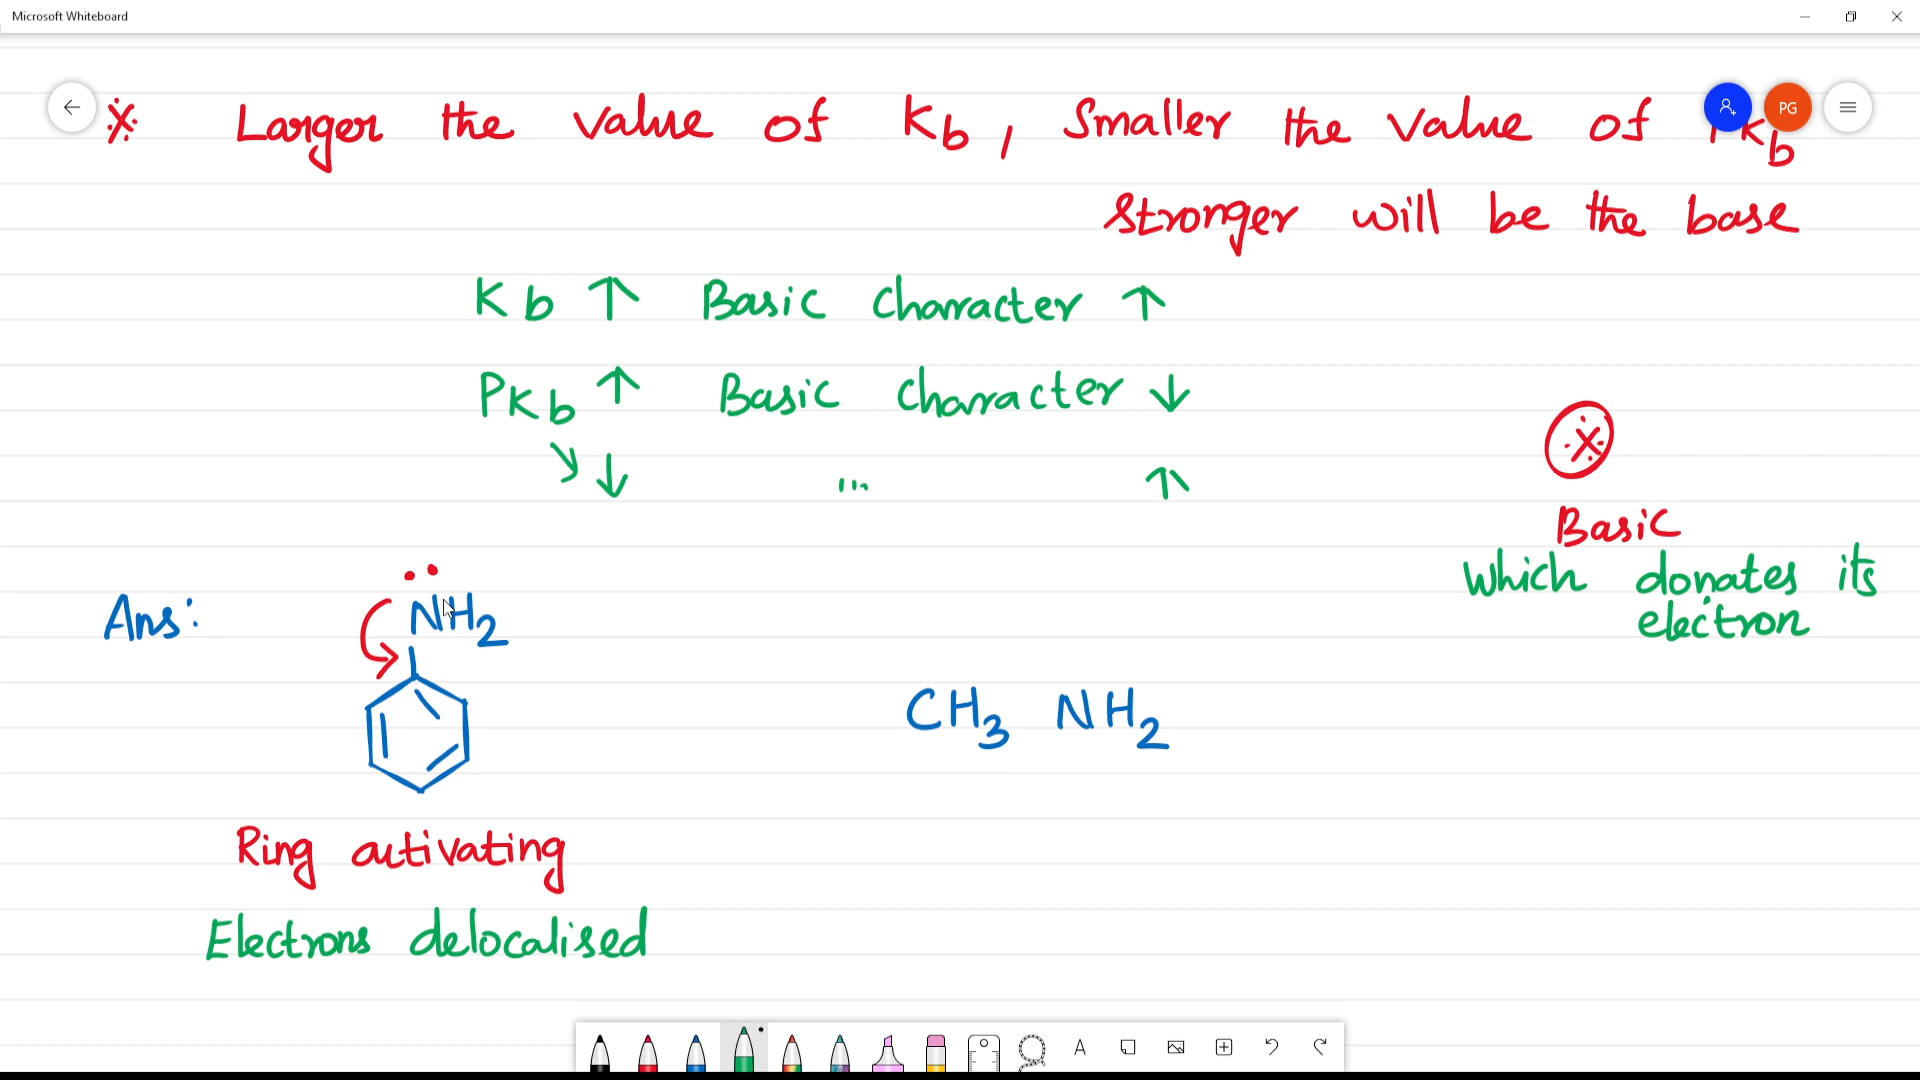 Microsoft Whiteboard
PG
※ Larger the value of Kb, Smaller the value of PKb
stronger will be the base
Kb ↑ Basic Character ↑
PKb ↑ Basic Character ↓
↘ ↓ ... ↑
※
Basic
Which donates its
electron
Ans:
NH2
CH3 NH2
Ring activating
Electrons delocalised
A